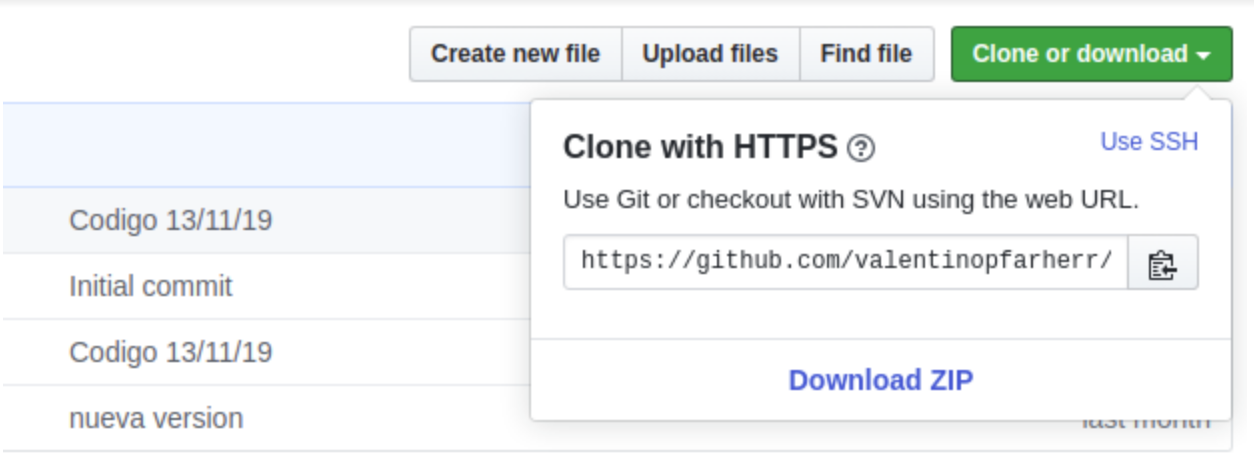 Create new file Upload files Find file Clone or download
Clone with HTTPS Use SSH
Use Git or checkout with SVN using the web URL.
Codigo 13/11/19
https://github.com/valentinopfarherr/
Initial commit
Codigo 13/11/19
Download ZIP
nueva version last month